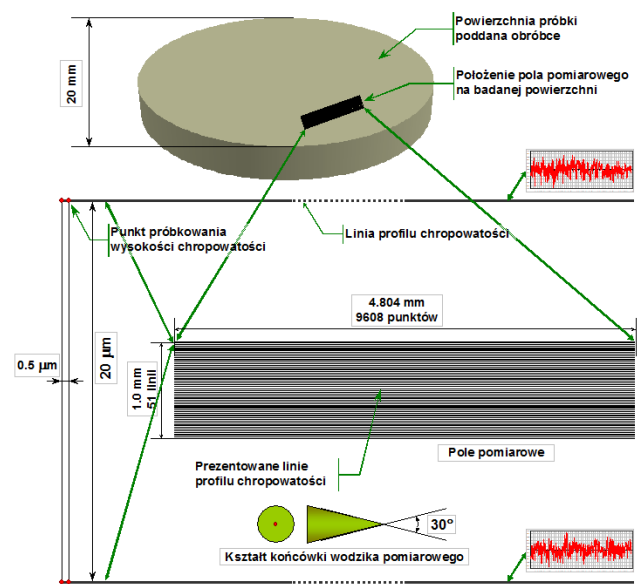 Powierzchnia próbki
poddana obróbce
20 mm
Położenie pola pomiarowego
na badanej powierzchni
Punkt próbkowania
wysokości chropowatości
Linia profilu chropowatości
4.804 mm
9608 punktów
0.5 µm
20 µm
1.0 mm
51 linii
Pole pomiarowe
Prezentowane linie
profilu chropowatości
30º
Kształt końcówki wodzika pomiarowego